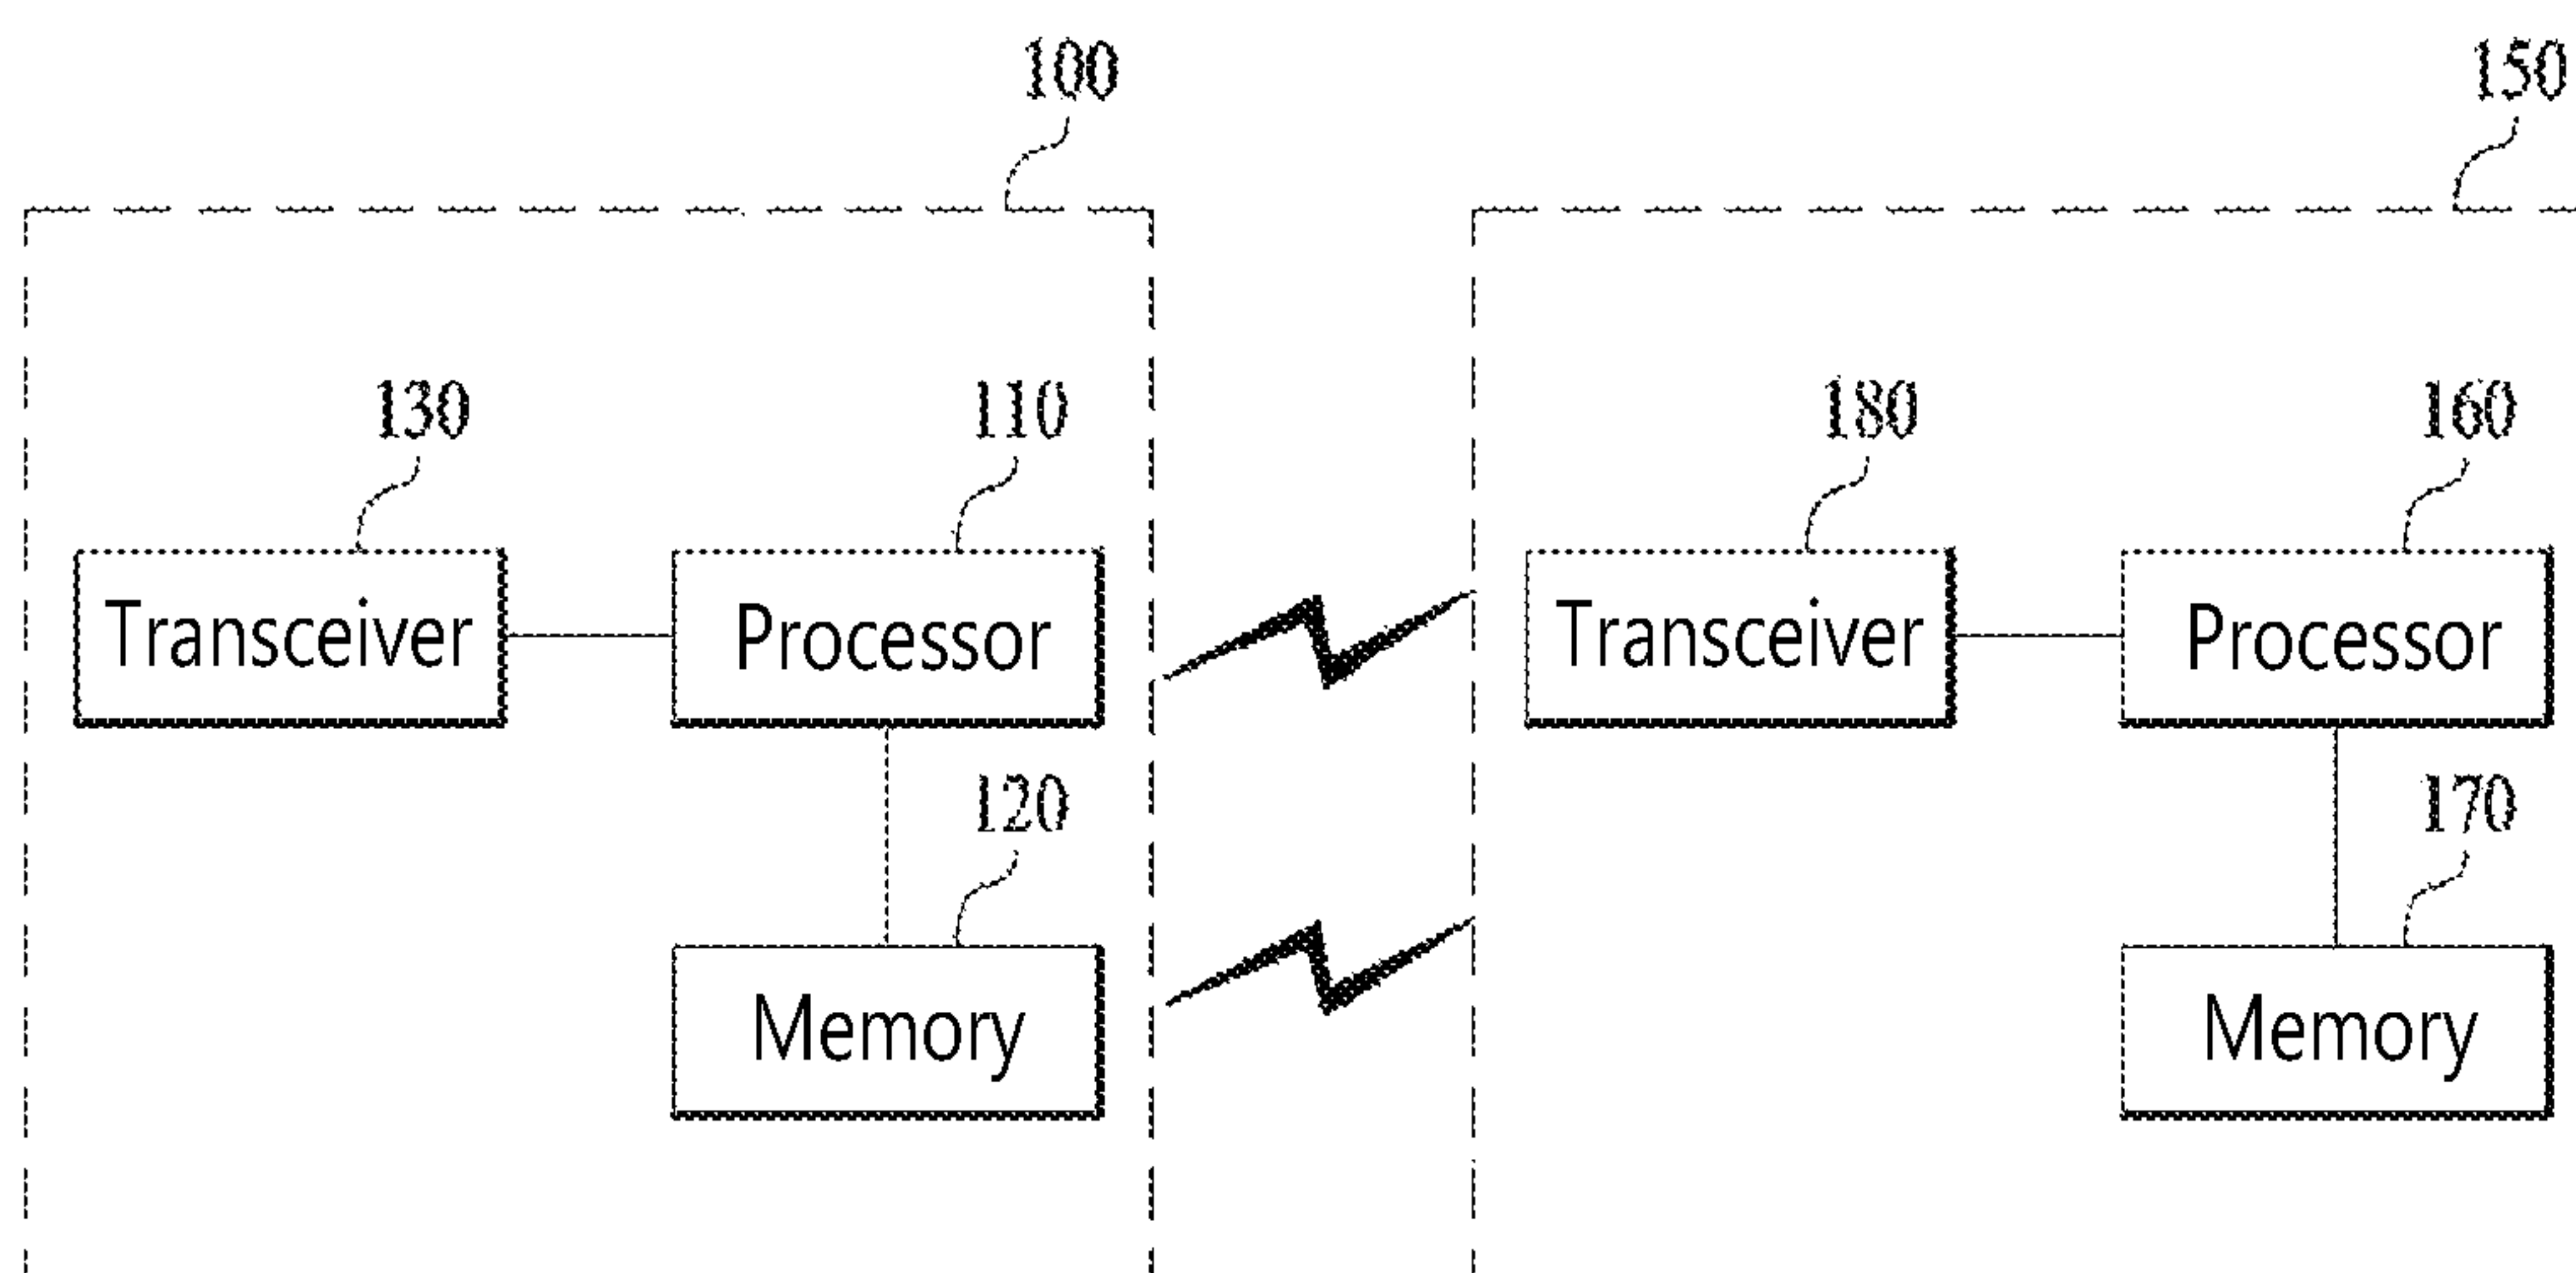 100 150
130 110 180 160
Transceiver Processor Transceiver Processor
120 170
Memory Memory